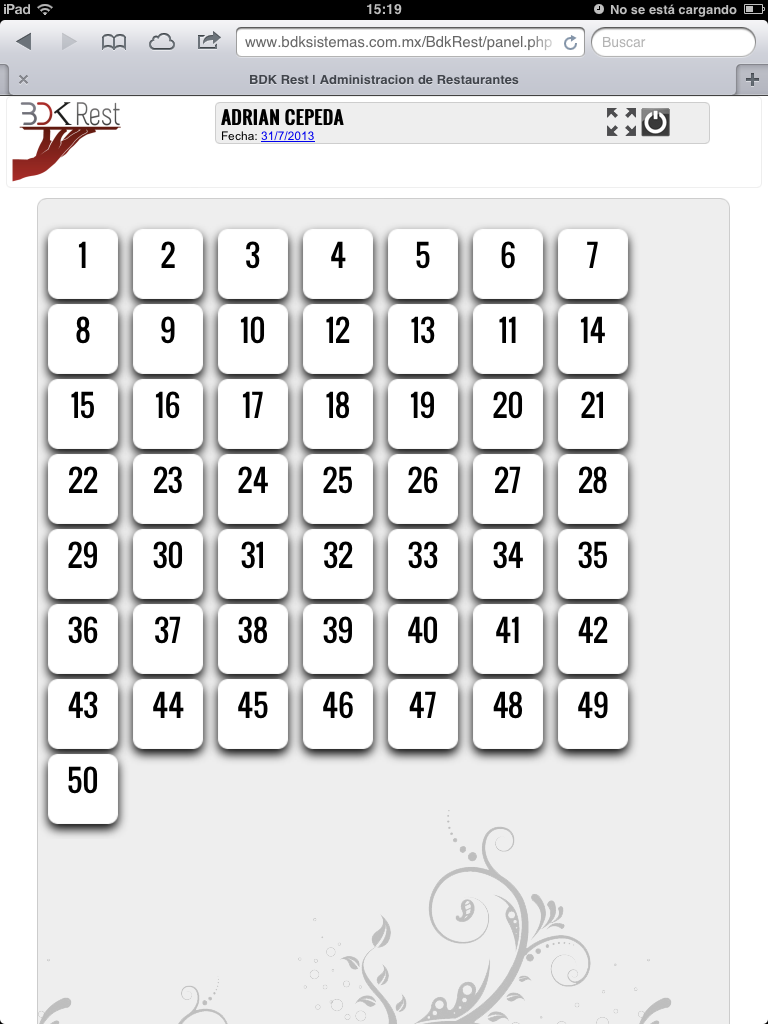 iPad 15:19 No se está cargando
www.bdksistemas.com.mx/BdkRest/panel.php Buscar
BDK Rest | Administracion de Restaurantes
BDK Rest
ADRIAN CEPEDA
Fecha: 31/7/2013
1 2 3 4 5 6 7
8 9 10 12 13 11 14
15 16 17 18 19 20 21
22 23 24 25 26 27 28
29 30 31 32 33 34 35
36 37 38 39 40 41 42
43 44 45 46 47 48 49
50